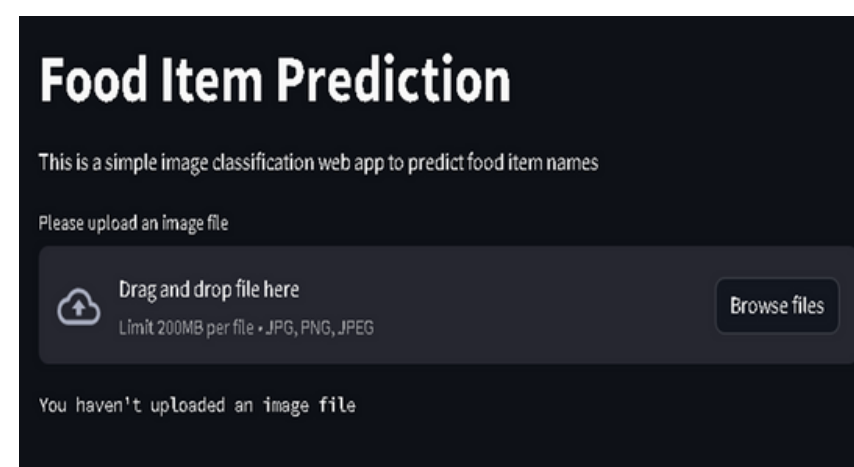 Food Item Prediction
This is a simple image classification web app to predict food item names
Please upload an image file
Drag and drop file here
Limit 200MB per file • JPG, PNG, JPEG
Browse files
You haven't uploaded an image file